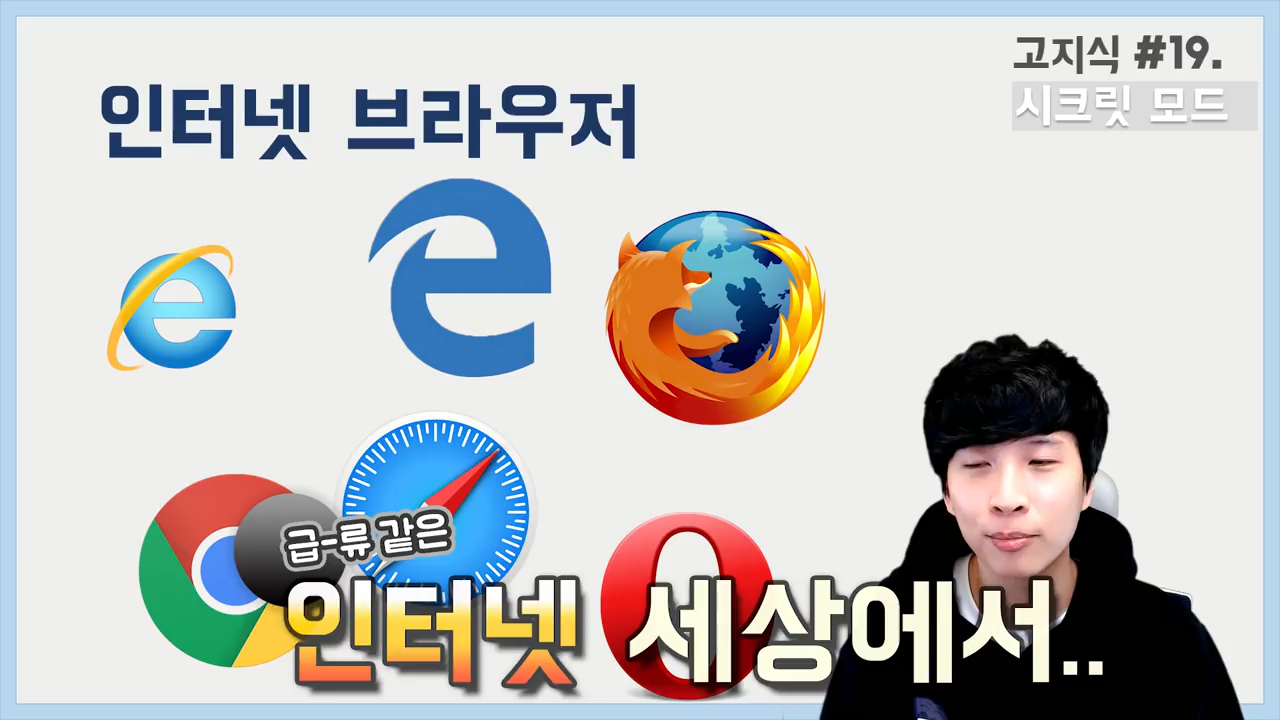 고지식 #19.
시크릿 모드
인터넷 브라우저
급-류 같은
인터넷 세상에서..